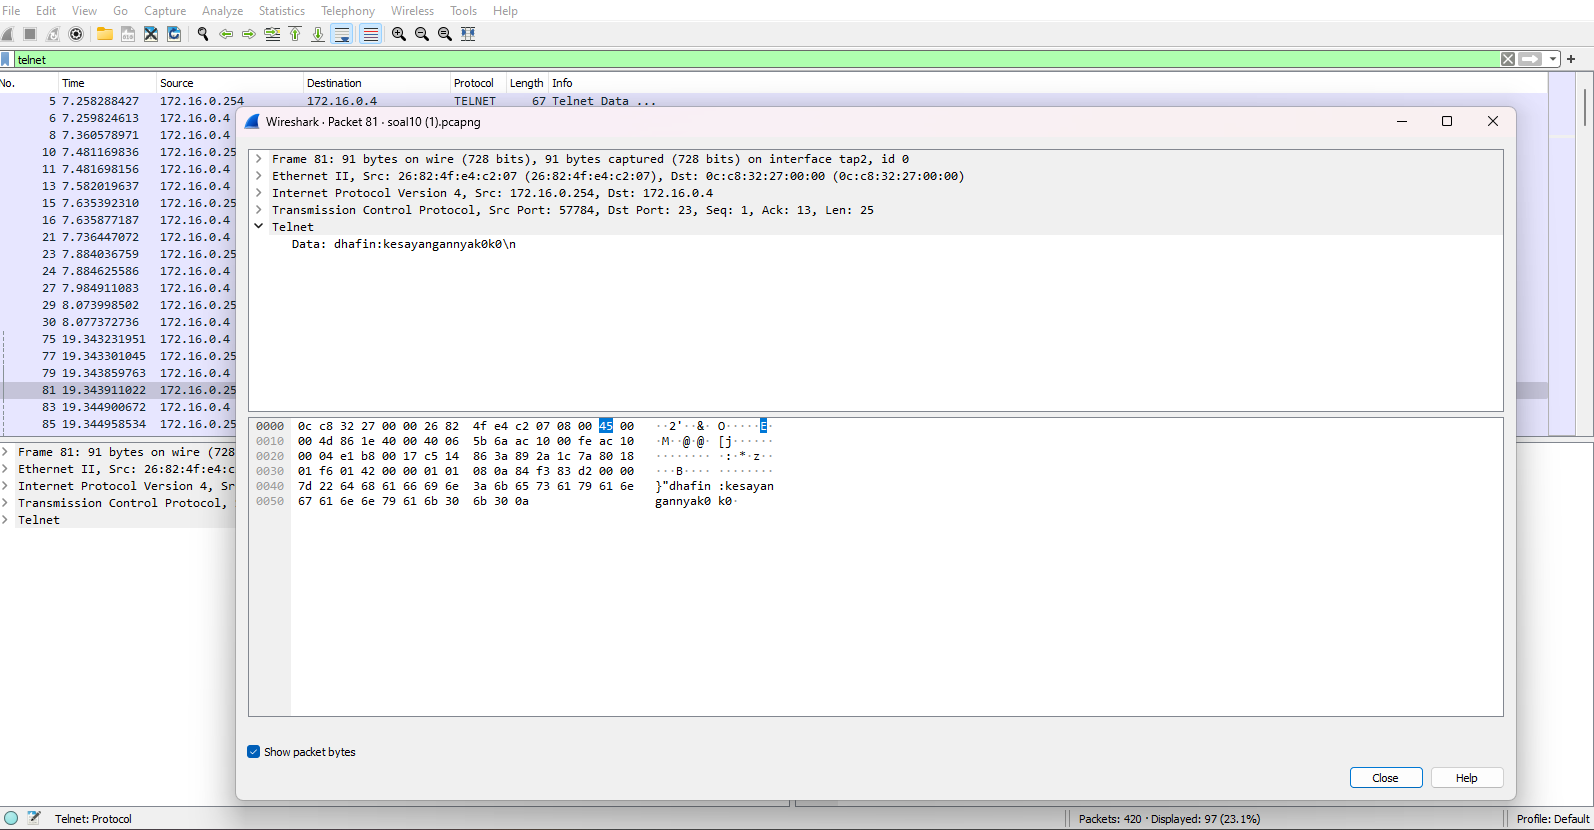 File Edit View Go Capture Analyze Statistics Telephony Wireless Tools Help
telnet
No. Time Source Destination Protocol Length Info
5 7.258288427 172.16.0.254 172.16.0.4 TELNET 67 Telnet Data ...
6 7.259824613 172.16.0.4
8 7.360578971 172.16.0.4
10 7.481169836 172.16.0.25
11 7.481698156 172.16.0.4
13 7.582019637 172.16.0.4
15 7.635392310 172.16.0.25
16 7.635877187 172.16.0.4
21 7.736447072 172.16.0.4
23 7.884036759 172.16.0.25
24 7.884625586 172.16.0.4
27 7.984911083 172.16.0.4
29 8.073998502 172.16.0.25
30 8.077372736 172.16.0.4
75 19.343231951 172.16.0.4
77 19.343301045 172.16.0.25
79 19.343859763 172.16.0.4
81 19.343911022 172.16.0.25
83 19.344900672 172.16.0.4
85 19.344958534 172.16.0.25
Frame 81: 91 bytes on wire (728
Ethernet II, Src: 26:82:4f:e4:c
Internet Protocol Version 4, Sr
Transmission Control Protocol,
Telnet
Wireshark · Packet 81 · soal10 (1).pcapng
Frame 81: 91 bytes on wire (728 bits), 91 bytes captured (728 bits) on interface tap2, id 0
Ethernet II, Src: 26:82:4f:e4:c2:07 (26:82:4f:e4:c2:07), Dst: 0c:c8:32:27:00:00 (0c:c8:32:27:00:00)
Internet Protocol Version 4, Src: 172.16.0.254, Dst: 172.16.0.4
Transmission Control Protocol, Src Port: 57784, Dst Port: 23, Seq: 1, Ack: 13, Len: 25
Telnet
Data: dhafin:kesayangannyak0k0\n
0000 0c c8 32 27 00 00 26 82 4f e4 c2 07 08 00 45 00 ··2'··&· O·····E·
0010 00 4d 86 1e 40 00 40 06 5b 6a ac 10 00 fe ac 10 ·M··@·@· [j······
0020 00 04 e1 b8 00 17 c5 14 86 3a 89 2a 1c 7a 80 18 ········ ·:·*·z··
0030 01 f6 01 42 00 00 01 01 08 0a 84 f3 83 d2 00 00 ···B···· ········
0040 7d 22 64 68 61 66 69 6e 3a 6b 65 73 61 79 61 6e }"dhafin :kesayan
0050 67 61 6e 6e 79 61 6b 30 6b 30 0a gannyak0 k0·
Show packet bytes
Close Help
Telnet: Protocol Packets: 420 · Displayed: 97 (23.1%) Profile: Default